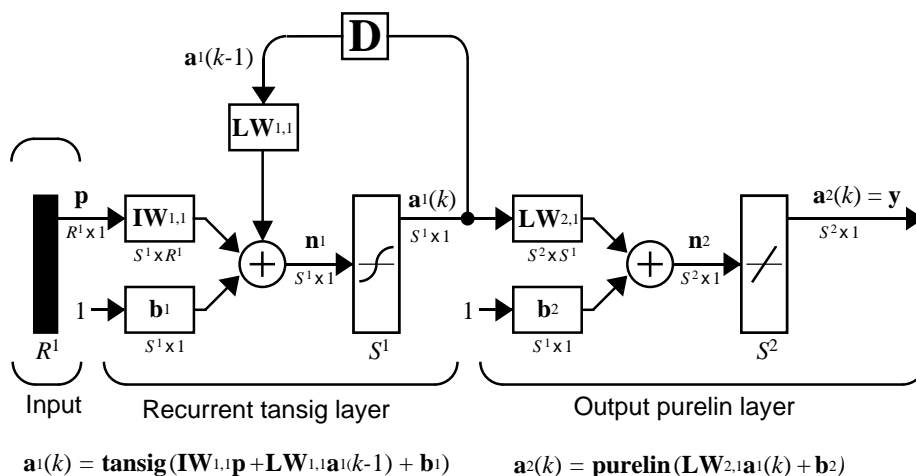 D
a1(k-1)
LW1,1
p
a1(k)
a2(k) = y
IW1,1
n1
LW2,1
n2
R1 x 1
S1 x R1
S1 x 1
S1 x 1
S2 x S1
S2 x 1
S2 x 1
1
b1
1
b2
S1 x 1
S1 x 1
R1
S1
S2
Input
Recurrent tansig layer
Output purelin layer
a1(k) = tansig (IW1,1p +LW1,1a1(k-1) + b1)
a2(k) = purelin (LW2,1a1(k) + b2)